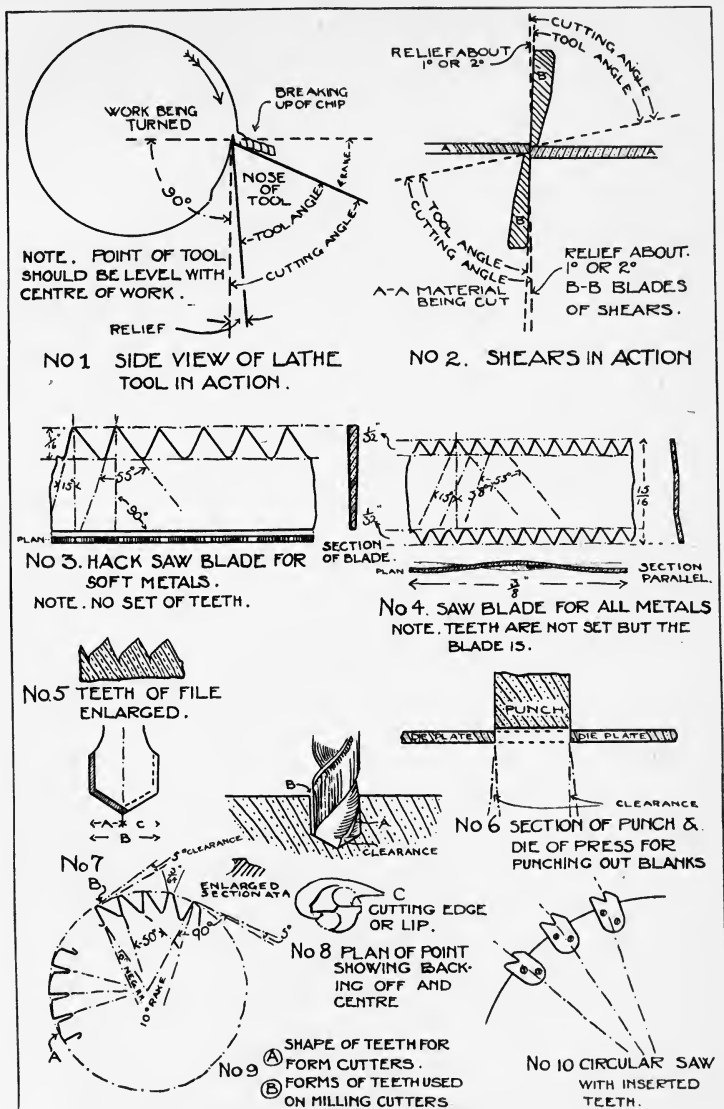 RELIEF ABOUT
1° OR 2°
CUTTING ANGLE
TOOL ANGLE
B
BREAKING
UP OF CHIP
WORK BEING
TURNED
RAKE
A
A
90°
NOSE
OF
TOOL
TOOL ANGLE
CUTTING ANGLE
TOOL ANGLE
CUTTING ANGLE
B
NOTE. POINT OF TOOL
SHOULD BE LEVEL WITH
CENTRE OF WORK.
RELIEF ABOUT.
1° OR 2°
B-B BLADES
OF SHEARS.
A-A MATERIAL
BEING CUT
RELIEF
No 1 SIDE VIEW OF LATHE
TOOL IN ACTION.
No 2. SHEARS IN ACTION
15°
55°
90°
PLAN
SECTION
OF BLADE.
No 3. HACK SAW BLADE FOR
SOFT METALS.
NOTE. NO SET OF TEETH.
1/32"
15°
38°
55°
1/32"
15/16
PLAN
3/8"
SECTION
PARALLEL.
No 4. SAW BLADE FOR ALL METALS
NOTE. TEETH ARE NOT SET BUT THE
BLADE IS.
No. 5 TEETH OF FILE
ENLARGED.
PUNCH
DIE PLATE
DIE PLATE
CLEARANCE
No 6 SECTION OF PUNCH &
DIE OF PRESS FOR
PUNCHING OUT BLANKS
A
C
B
No 7
B
A
CLEARANCE
ENLARGED
SECTION AT A
C
CUTTING EDGE
OR LIP.
No 8 PLAN OF POINT
SHOWING BACK-
ING OFF AND
CENTRE
B
5° CLEARANCE
50°
90°
5°
10° RAKE
A
No 9
A SHAPE OF TEETH FOR
FORM CUTTERS.
B FORMS OF TEETH USED
ON MILLING CUTTERS
No 10 CIRCULAR SAW
WITH INSERTED
TEETH.